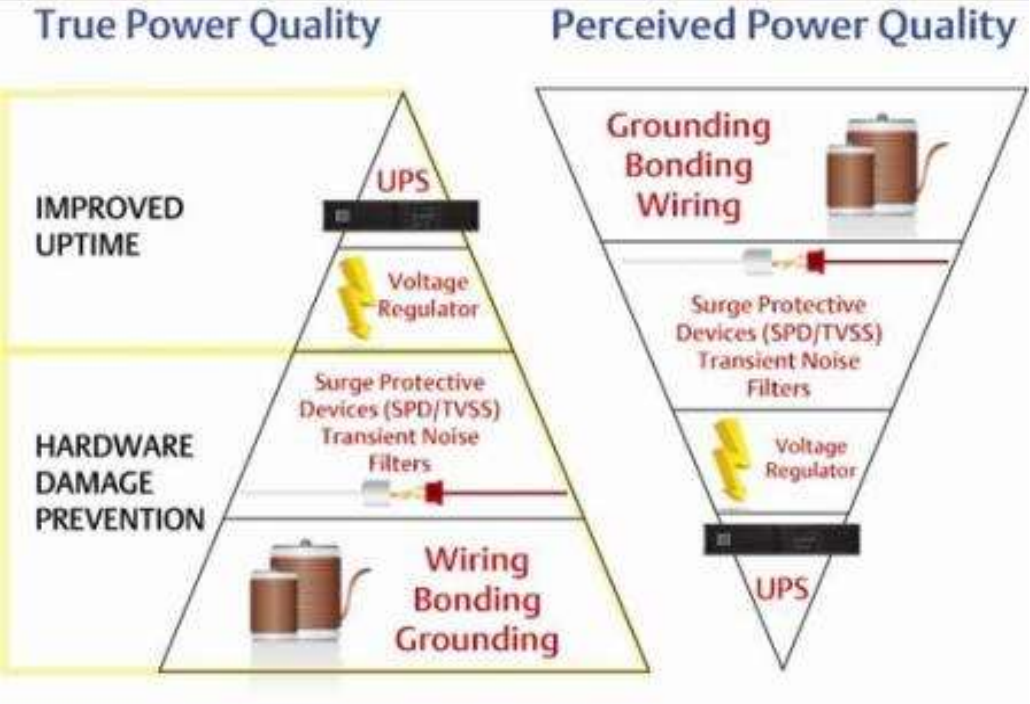 True Power Quality
IMPROVED
UPTIME
HARDWARE
DAMAGE
PREVENTION
UPS
Voltage
Regulator
Surge Protective
Devices (SPD/TVSS)
Transient Noise
Filters
Wiring
Bonding
Grounding
Perceived Power Quality
Grounding
Bonding
Wiring
Surge Protective
Devices (SPD/TVSS)
Transient Noise
Filters
Voltage
Regulator
UPS